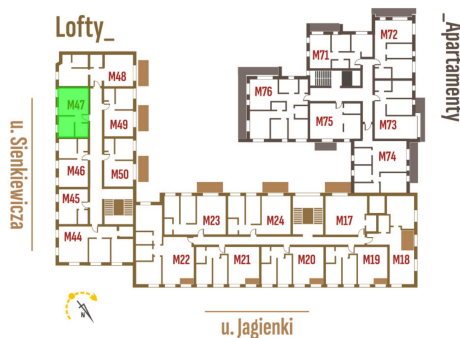 Lofty_
_Apartamenty
M72
M71
M48
M76
M47
M49
M75
M73
M74
M46
M50
M45
M23
M24
M17
M44
M22
M21
M20
M19
M18
u. Sienkiewicza
N
u. Jagienki